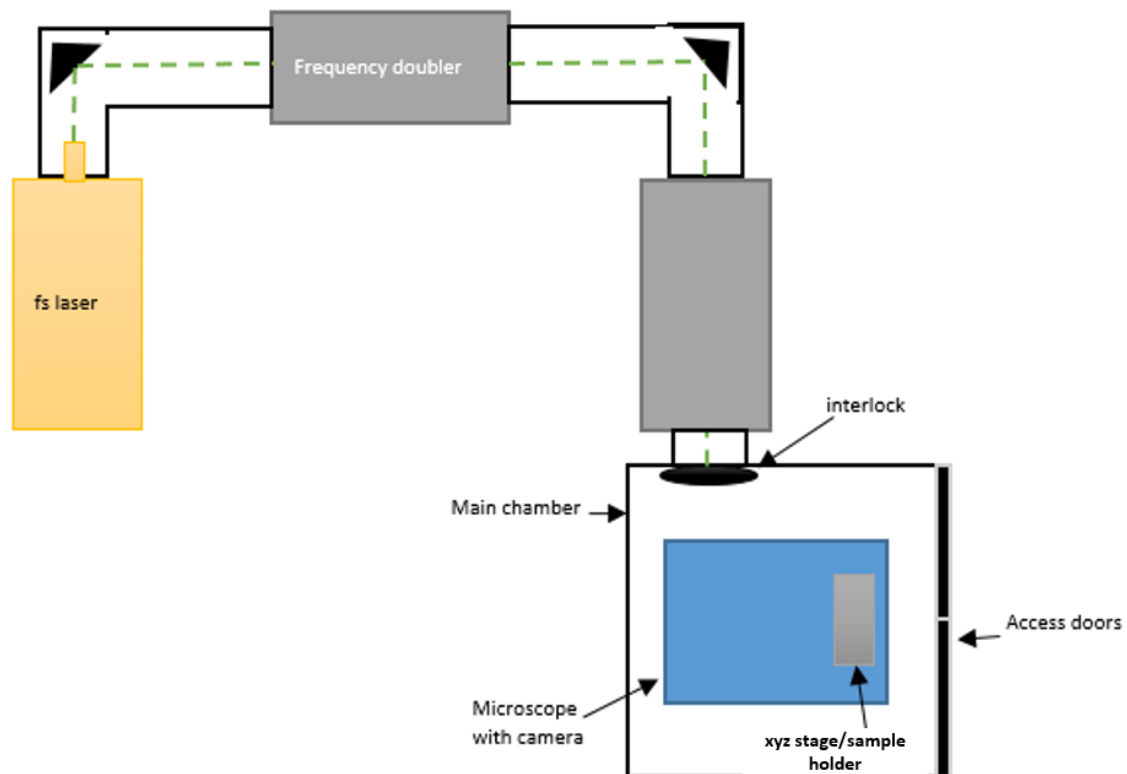 Frequency doubler
fs laser
interlock
Main chamber
Access doors
Microscope
with camera
xyz stage/sample
holder